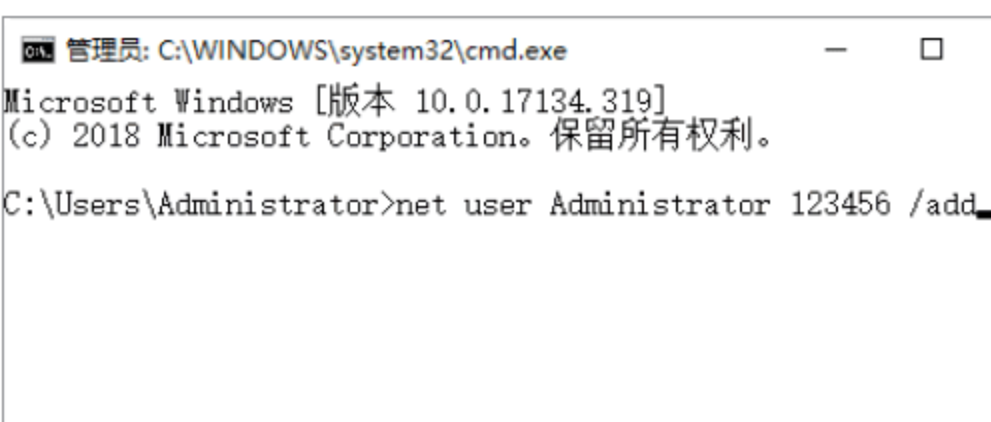 管理员: C:\WINDOWS\system32\cmd.exe
Microsoft Windows [版本 10.0.17134.319]
(c) 2018 Microsoft Corporation。保留所有权利。
C:\Users\Administrator>net user Administrator 123456 /add